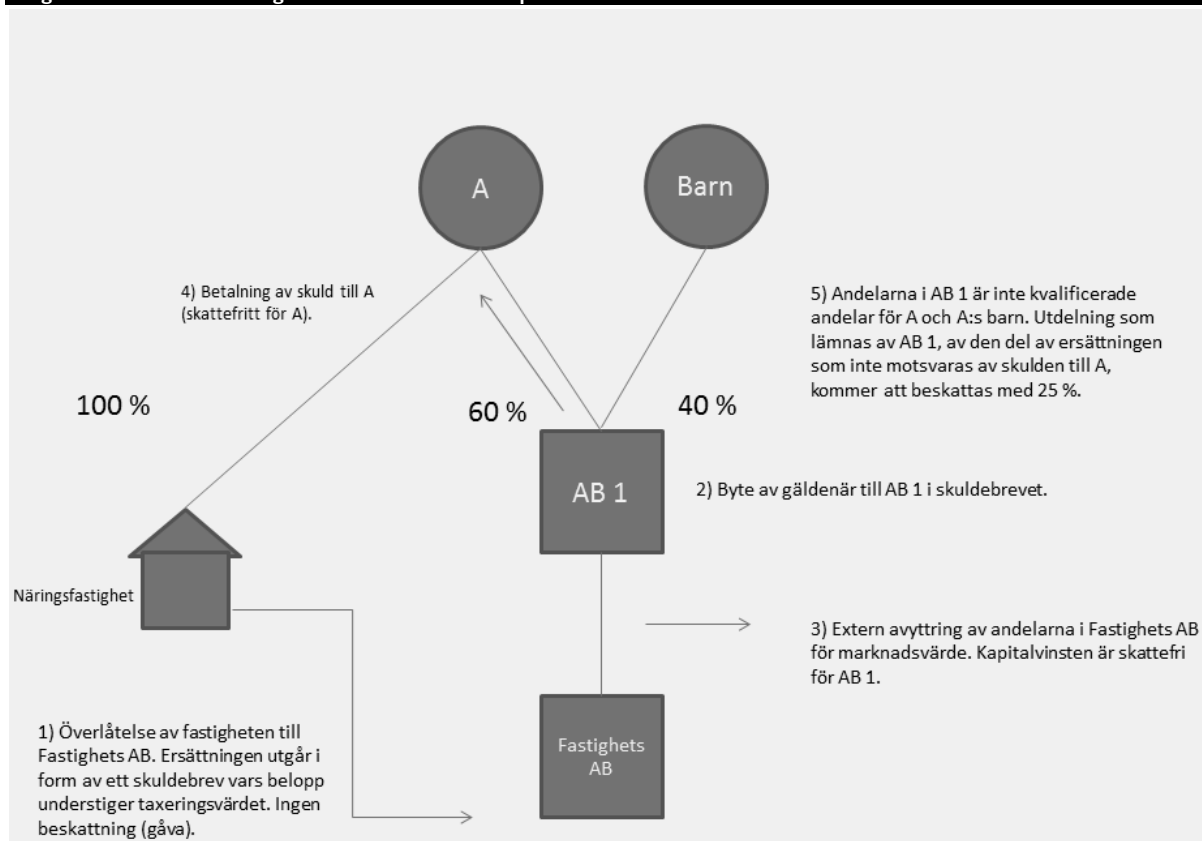 A
Barn
4) Betalning av skuld till A
(skattefritt för A).
5) Andelarna i AB 1 är inte kvalificerade
andelar för A och A:s barn. Utdelning som
lämnas av AB 1, av den del av ersättningen
som inte motsvaras av skulden till A,
kommer att beskattas med 25 %.
100 %
60 %
40 %
AB 1
2) Byte av gäldenär till AB 1 i skuldebrevet.
Näringsfastighet
3) Extern avyttring av andelarna i Fastighets AB
för marknadsvärde. Kapitalvinsten är skattefri
för AB 1.
1) Överlåtelse av fastigheten till
Fastighets AB. Ersättningen utgår i
form av ett skuldebrev vars belopp
understiger taxeringsvärdet. Ingen
beskattning (gåva).
Fastighets
AB